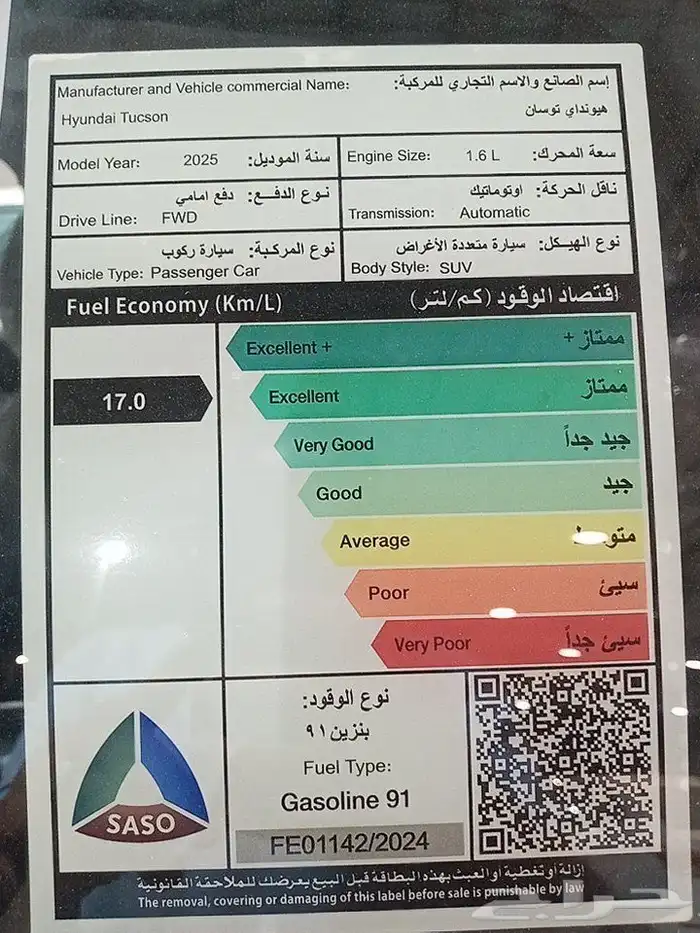 Manufacturer and Vehicle commercial Name: إسم الصانع والاسم التجاري للمركبة:
Hyundai Tucson هيونداي توسان
Model Year: 2025 سنة الموديل:
Engine Size: 1.6 L سعة المحرك:
نوع الدفـــع: دفع امامي
Drive Line: FWD
ناقل الحركة: اوتوماتيك
Transmission: Automatic
نوع المركبة: سيارة ركوب
Vehicle Type: Passenger Car
نوع الهيكل: سيارة متعددة الأغراض
Body Style: SUV
Fuel Economy (Km/L) اقتصاد الوقود (كم/لتر)
Excellent + ممتاز +
17.0
Excellent ممتاز
Very Good جيد جداً
Good جيد
Average
Poor سيئ
Very Poor سيئ جداً
نوع الوقود:
بنزين ٩١
Fuel Type:
Gasoline 91
FE01142/2024
SASO
إزالة أو تغطية أو العبث بهذه البطاقة قبل البيع يعرضك للملاحقة القانونية
The removal, covering or damaging of this label before sale is punishable by law
حراج